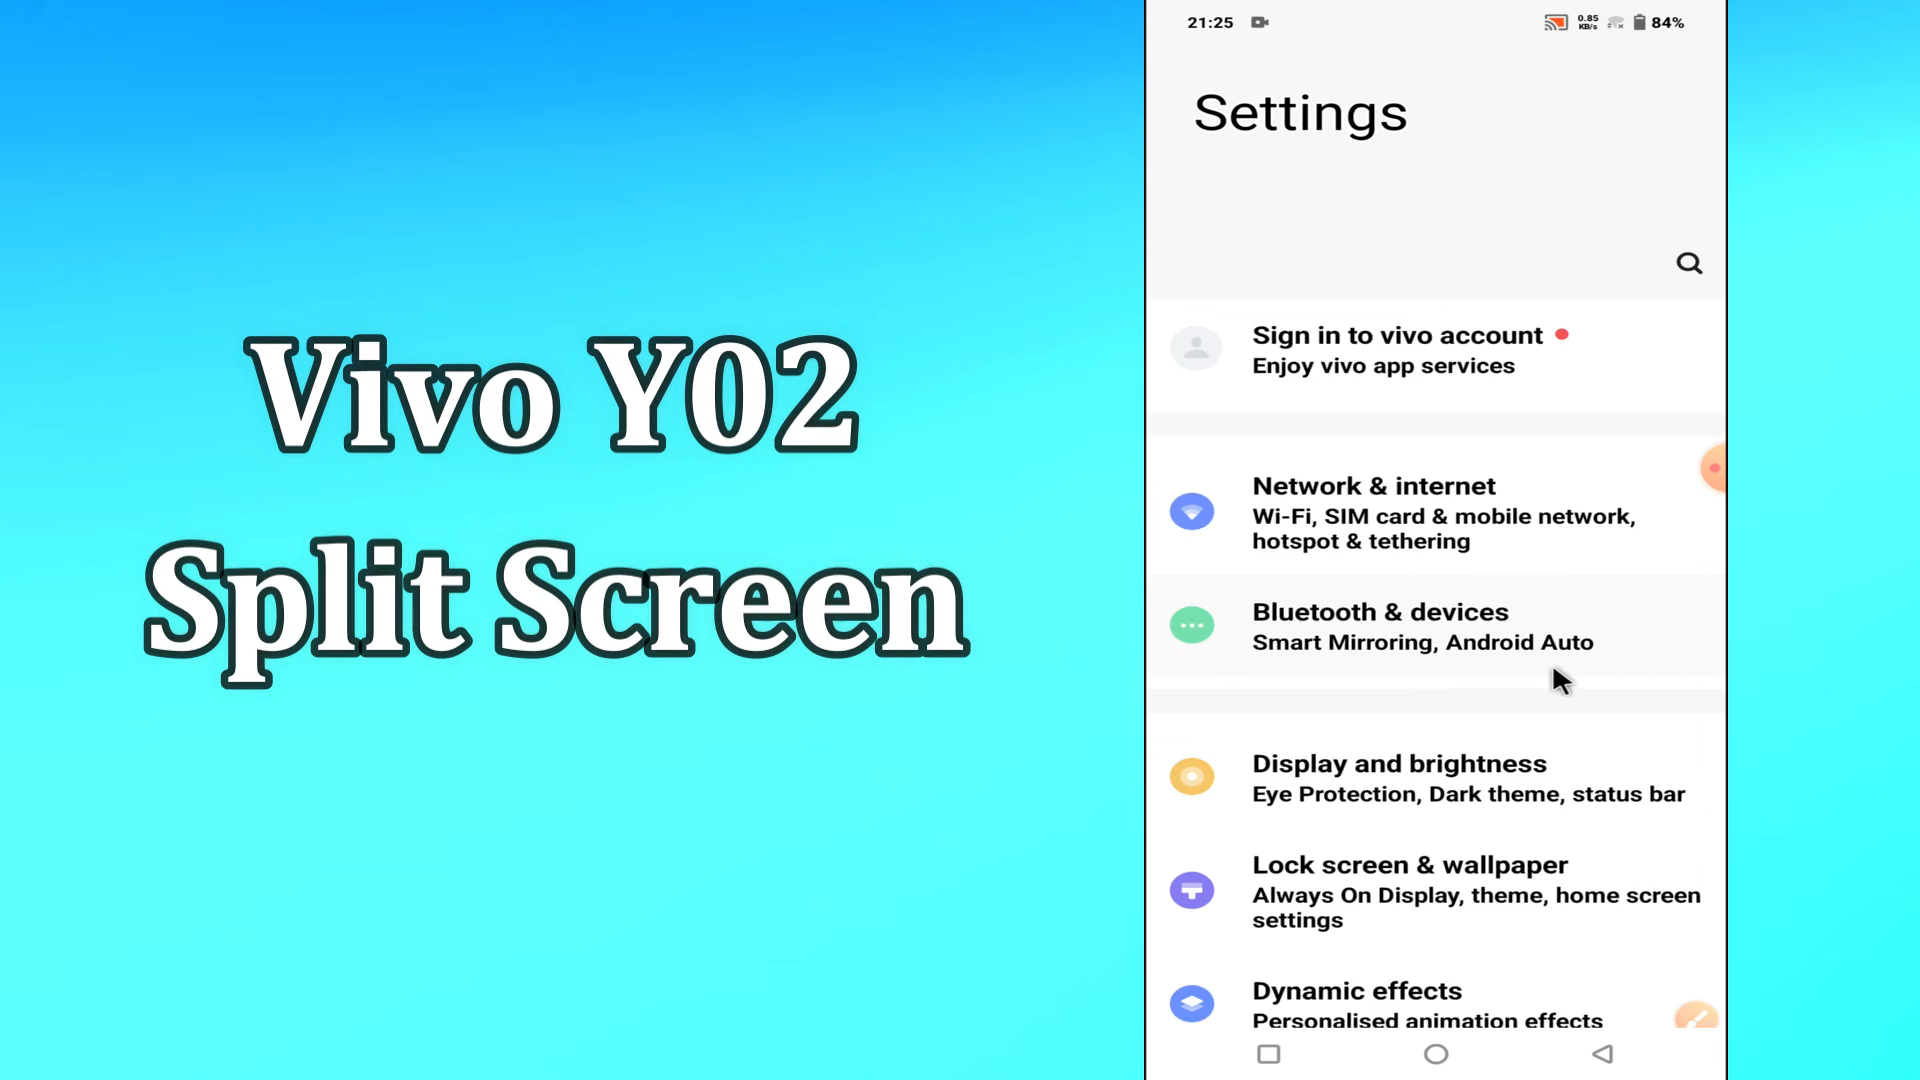 Vivo Y02
Split Screen
21:25
0.85
KB/s
84%
Settings
Sign in to vivo account
Enjoy vivo app services
Network & internet
Wi-Fi, SIM card & mobile network,
hotspot & tethering
Bluetooth & devices
Smart Mirroring, Android Auto
Display and brightness
Eye Protection, Dark theme, status bar
Lock screen & wallpaper
Always On Display, theme, home screen
settings
Dynamic effects
Personalised animation effects